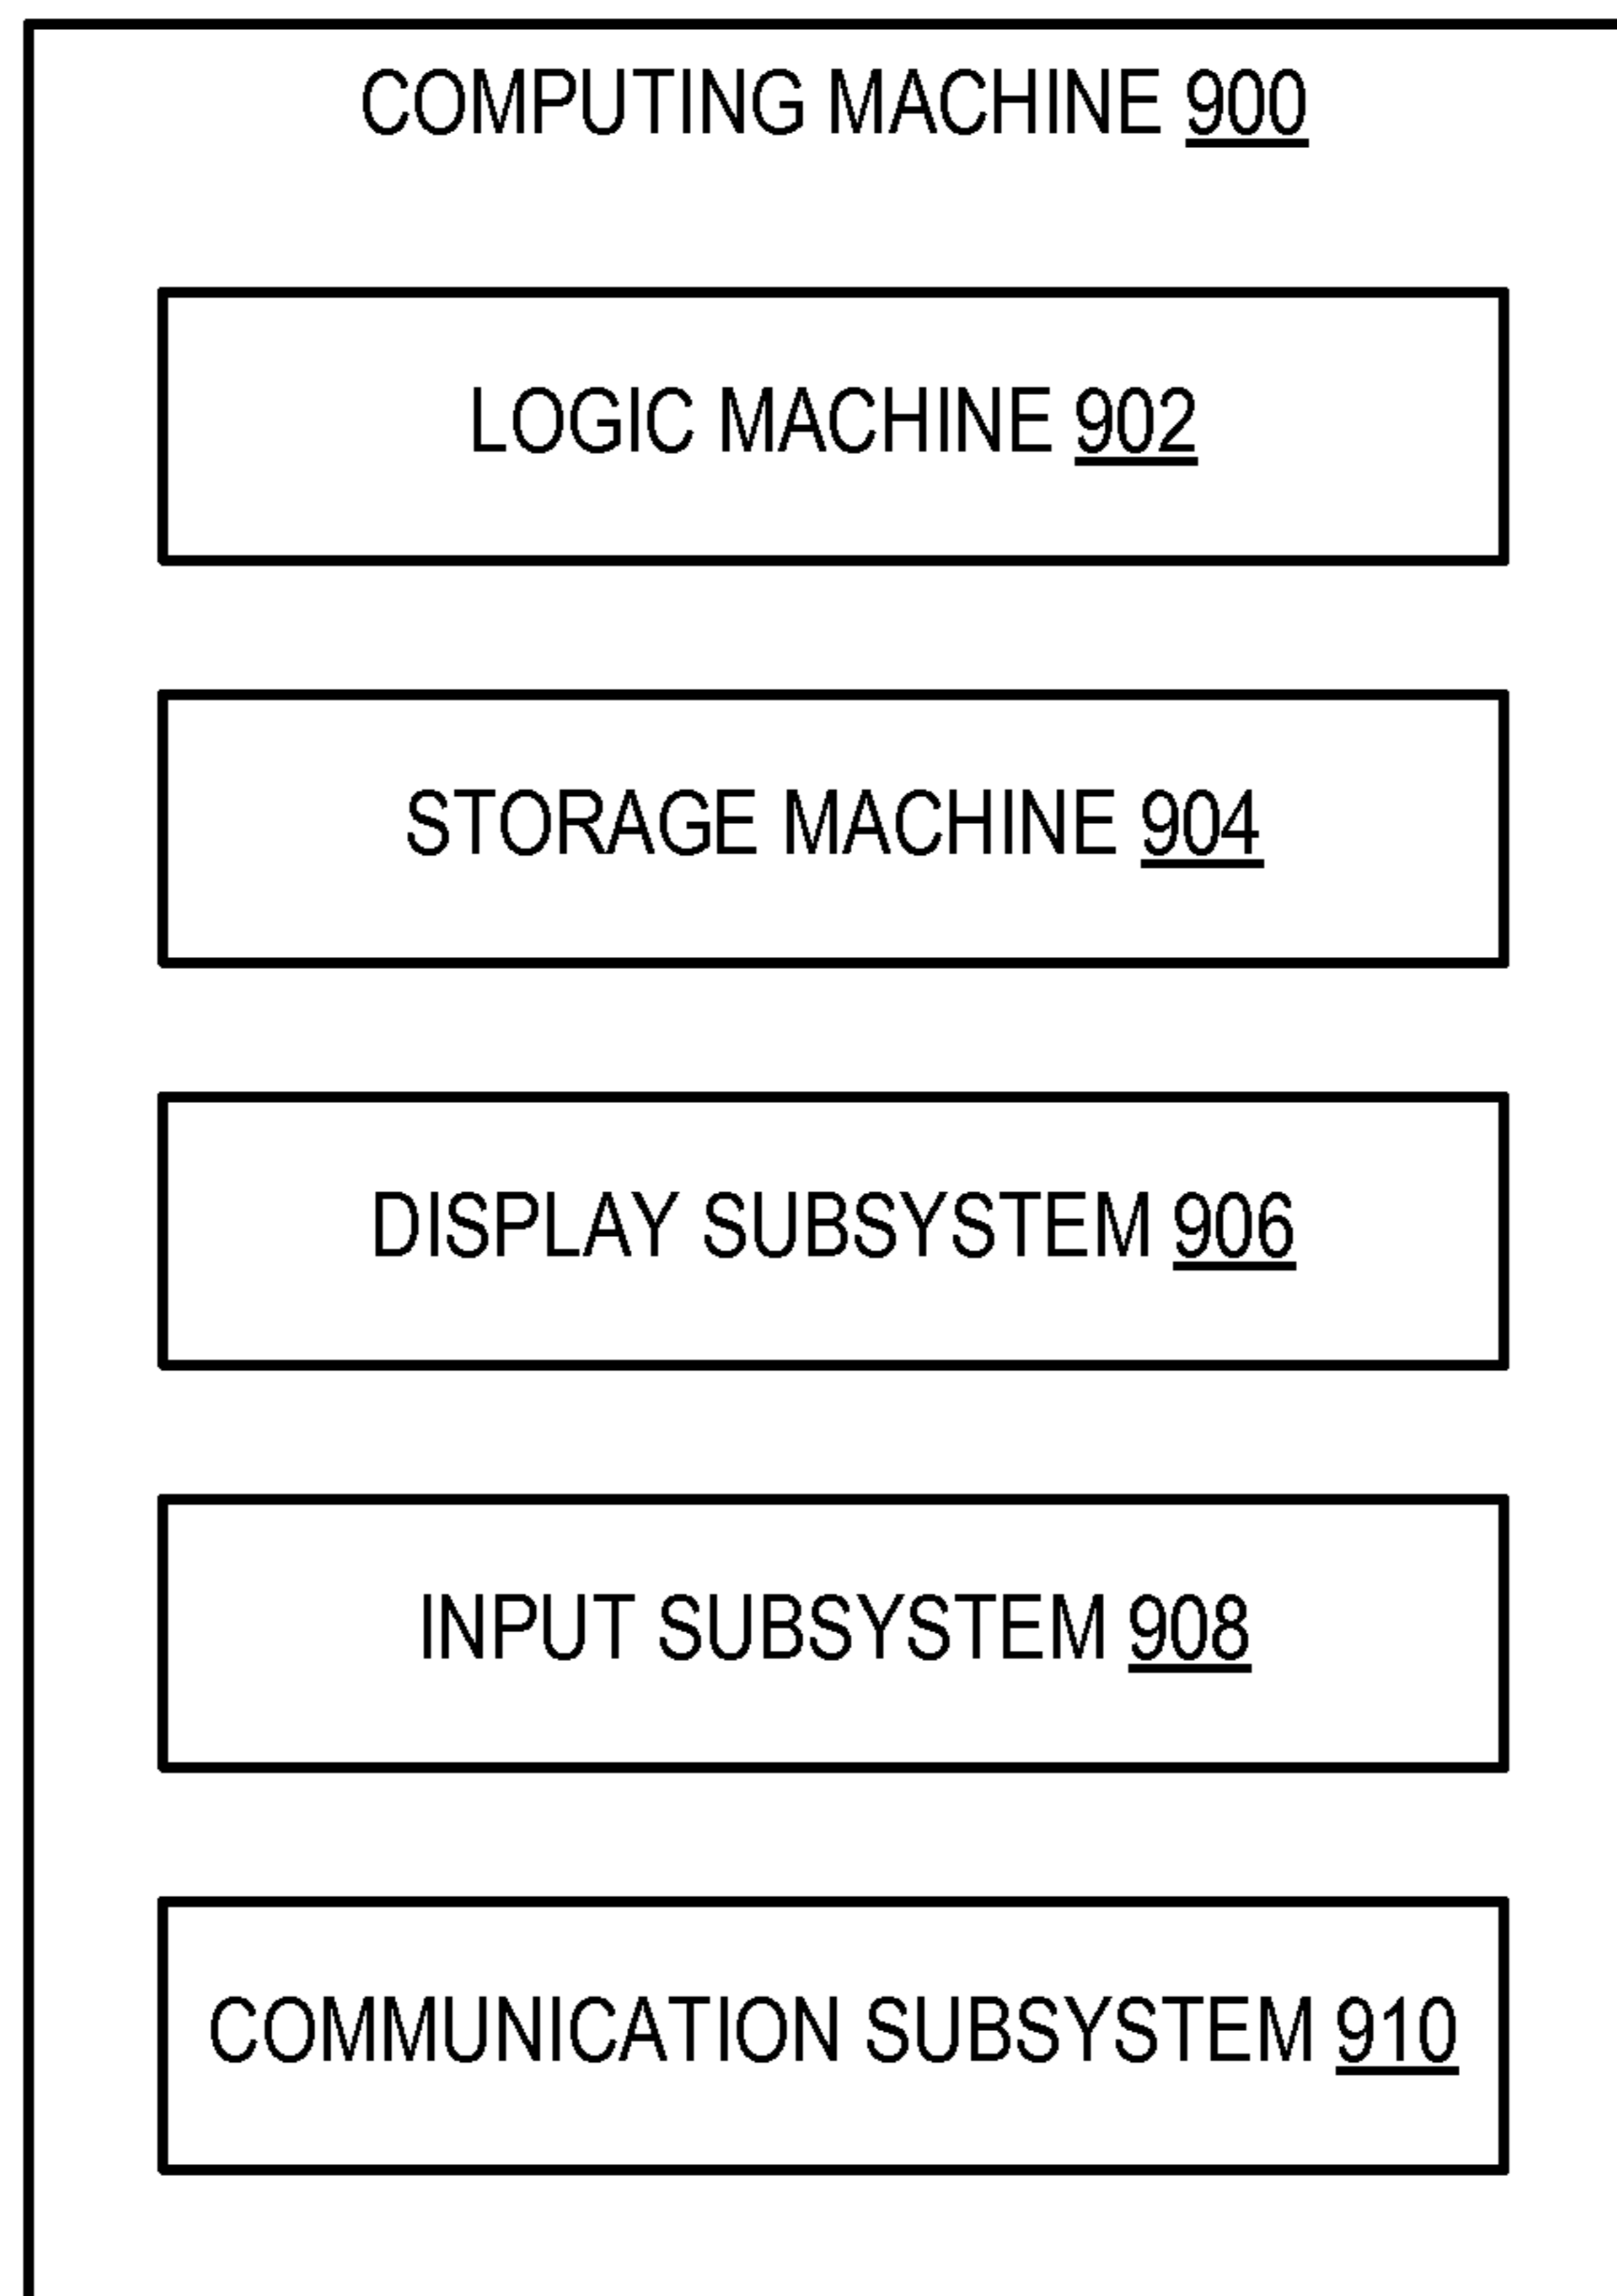 COMPUTING MACHINE 900
LOGIC MACHINE 902
STORAGE MACHINE 904
DISPLAY SUBSYSTEM 906
INPUT SUBSYSTEM 908
COMMUNICATION SUBSYSTEM 910